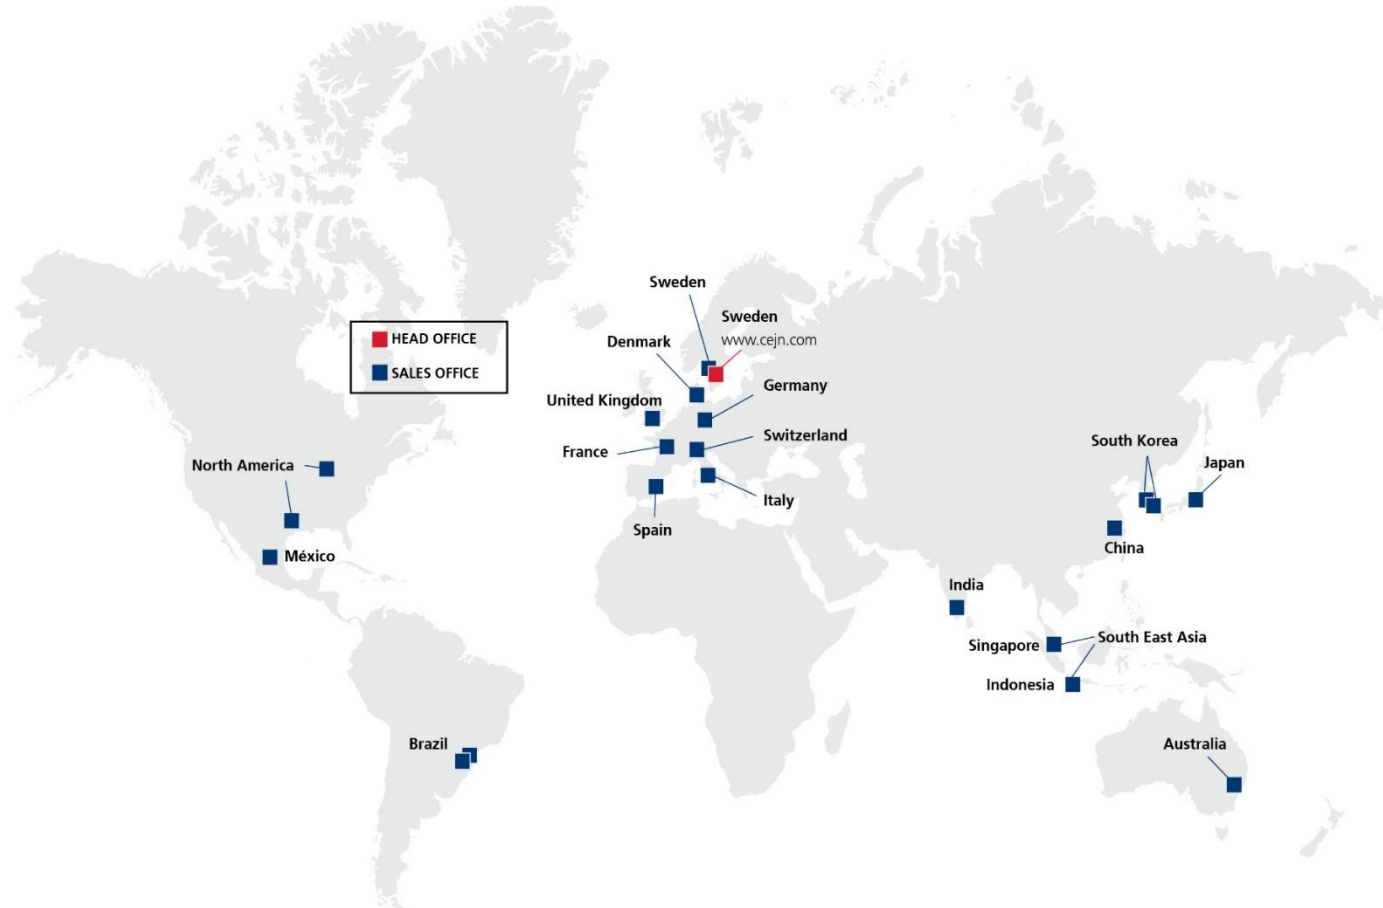 Sweden
Sweden
www.cejn.com
HEAD OFFICE
SALES OFFICE
Denmark
Germany
United Kingdom
Switzerland
France
South Korea
Japan
North America
Italy
Spain
China
México
India
South East Asia
Singapore
Indonesia
Brazil
Australia